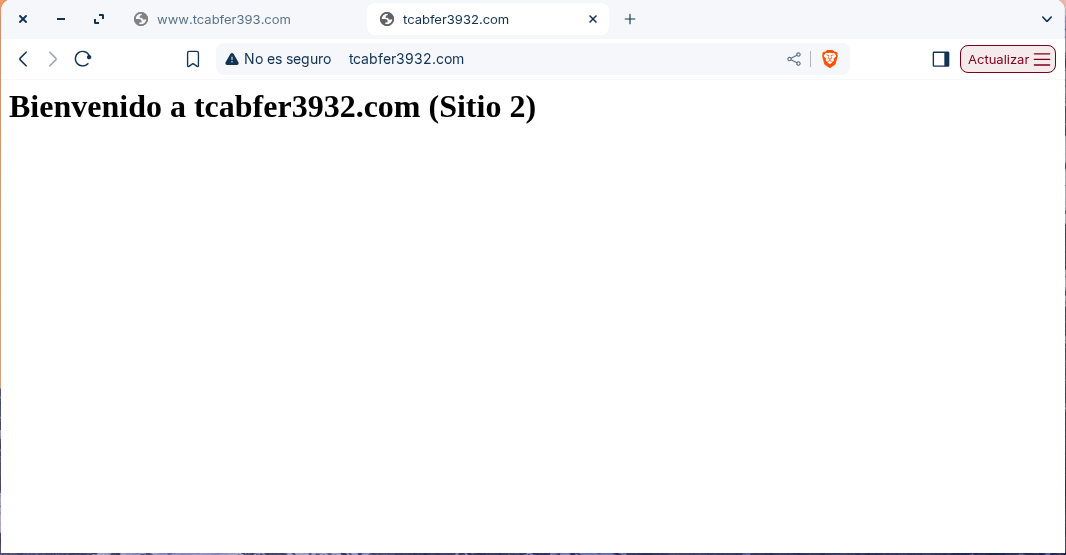 www.tcabfer393.com
tcabfer3932.com
No es seguro tcabfer3932.com
Actualizar
Bienvenido a tcabfer3932.com (Sitio 2)